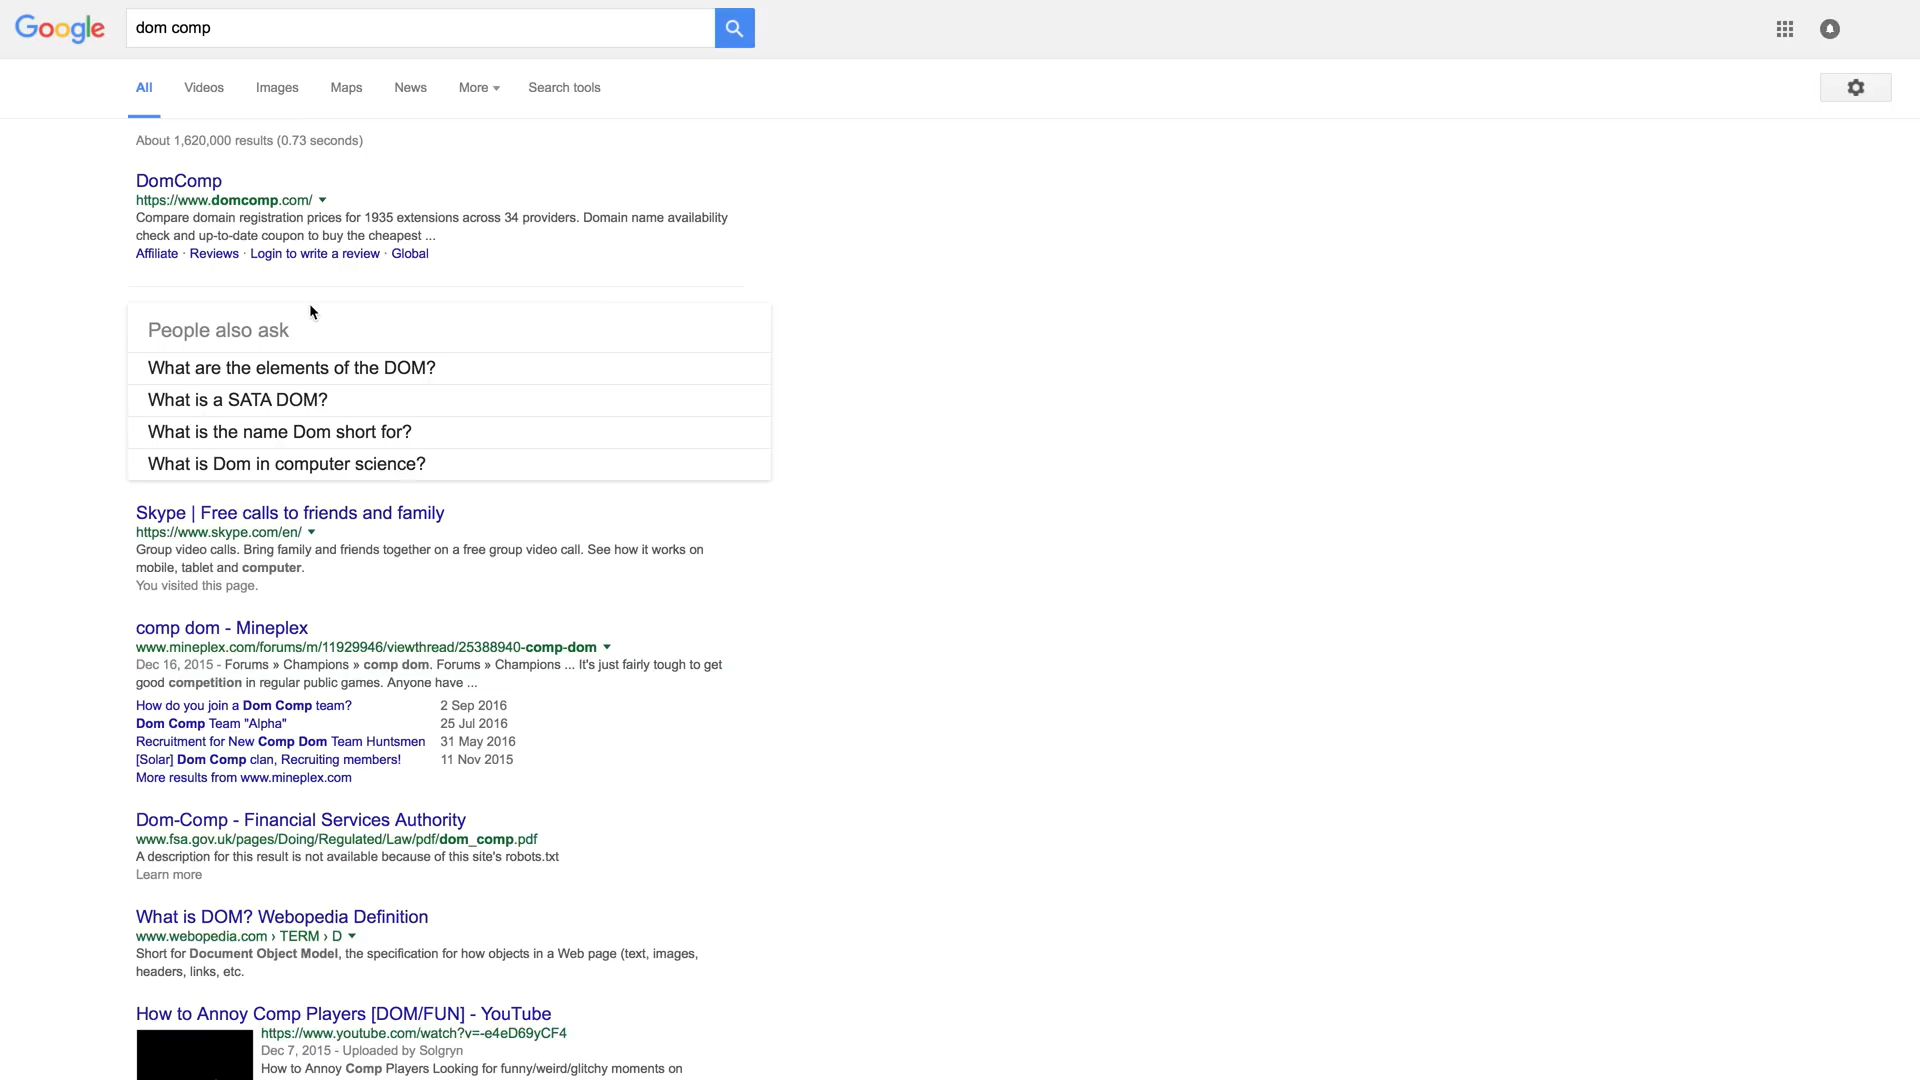 Google
dom comp
All Videos Images Maps News More Search tools
About 1,620,000 results (0.73 seconds)
DomComp
https://www.domcomp.com/
Compare domain registration prices for 1935 extensions across 34 providers. Domain name availability
check and up-to-date coupon to buy the cheapest ...
Affiliate · Reviews · Login to write a review · Global
People also ask
What are the elements of the DOM?
What is a SATA DOM?
What is the name Dom short for?
What is Dom in computer science?
Skype | Free calls to friends and family
https://www.skype.com/en/
Group video calls. Bring family and friends together on a free group video call. See how it works on
mobile, tablet and computer.
You visited this page.
comp dom - Mineplex
www.mineplex.com/forums/m/11929946/viewthread/25388940-comp-dom
Dec 16, 2015 - Forums » Champions » comp dom. Forums » Champions ... It's just fairly tough to get
good competition in regular public games. Anyone have ...
How do you join a Dom Comp team? 2 Sep 2016
Dom Comp Team "Alpha" 25 Jul 2016
Recruitment for New Comp Dom Team Huntsmen 31 May 2016
[Solar] Dom Comp clan, Recruiting members! 11 Nov 2015
More results from www.mineplex.com
Dom-Comp - Financial Services Authority
www.fsa.gov.uk/pages/Doing/Regulated/Law/pdf/dom_comp.pdf
A description for this result is not available because of this site's robots.txt
Learn more
What is DOM? Webopedia Definition
www.webopedia.com › TERM › D
Short for Document Object Model, the specification for how objects in a Web page (text, images,
headers, links, etc.
How to Annoy Comp Players [DOM/FUN] - YouTube
https://www.youtube.com/watch?v=-e4eD69yCF4
Dec 7, 2015 - Uploaded by Solgryn
How to Annoy Comp Players Looking for funny/weird/glitchy moments on